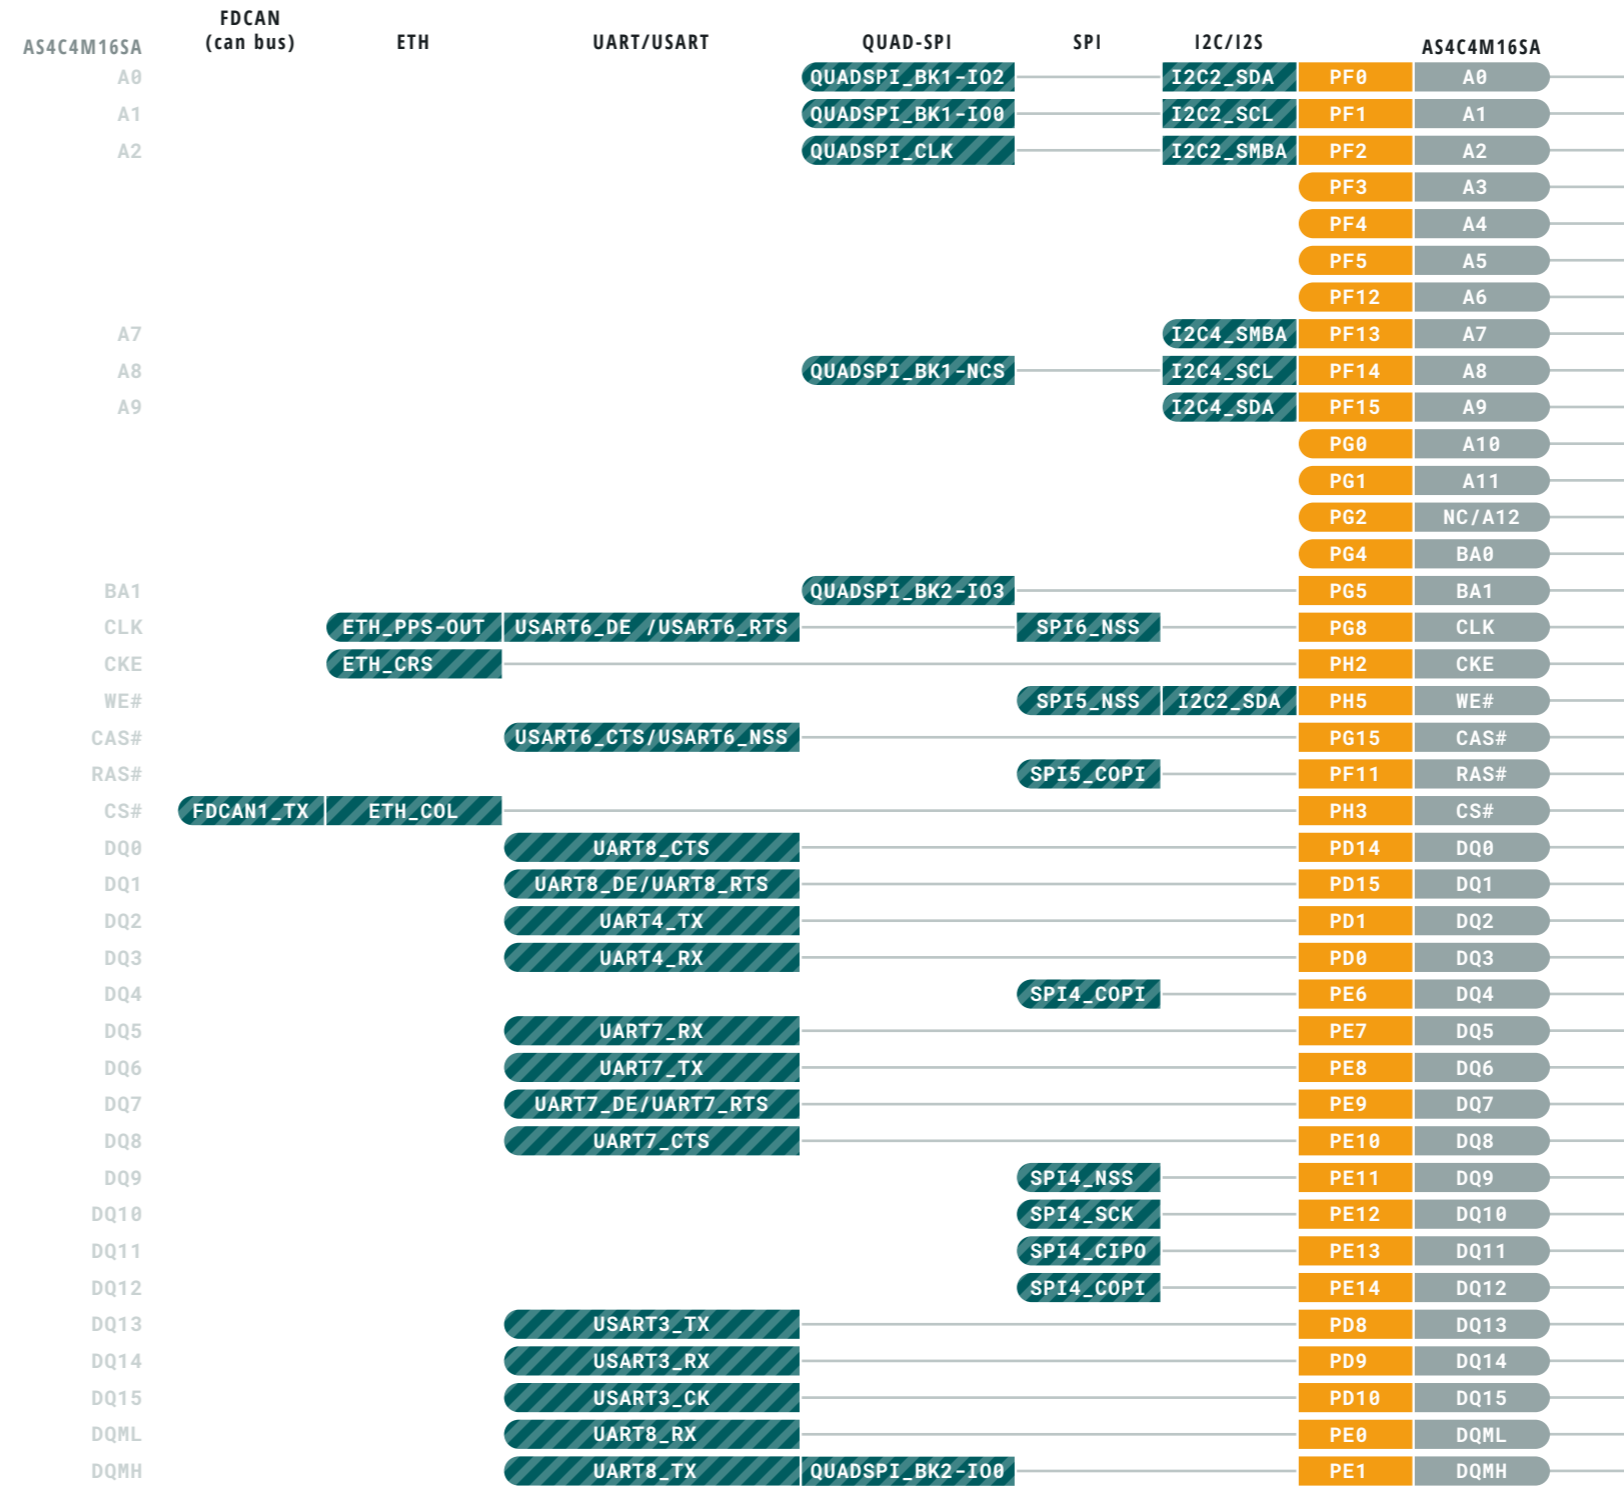 FDCAN
AS4C4M16SA (can bus) ETH UART/USART QUAD-SPI SPI I2C/I2S AS4C4M16SA
A0 QUADSPI_BK1-IO2 I2C2_SDA PF0 A0
A1 QUADSPI_BK1-IO0 I2C2_SCL PF1 A1
A2 QUADSPI_CLK I2C2_SMBA PF2 A2
PF3 A3
PF4 A4
PF5 A5
PF12 A6
A7 I2C4_SMBA PF13 A7
A8 QUADSPI_BK1-NCS I2C4_SCL PF14 A8
A9 I2C4_SDA PF15 A9
PG0 A10
PG1 A11
PG2 NC/A12
PG4 BA0
BA1 QUADSPI_BK2-IO3 PG5 BA1
CLK ETH_PPS-OUT USART6_DE /USART6_RTS SPI6_NSS PG8 CLK
CKE ETH_CRS PH2 CKE
WE# SPI5_NSS I2C2_SDA PH5 WE#
CAS# USART6_CTS/USART6_NSS PG15 CAS#
RAS# SPI5_COPI PF11 RAS#
CS# FDCAN1_TX ETH_COL PH3 CS#
DQ0 UART8_CTS PD14 DQ0
DQ1 UART8_DE/UART8_RTS PD15 DQ1
DQ2 UART4_TX PD1 DQ2
DQ3 UART4_RX PD0 DQ3
DQ4 SPI4_COPI PE6 DQ4
DQ5 UART7_RX PE7 DQ5
DQ6 UART7_TX PE8 DQ6
DQ7 UART7_DE/UART7_RTS PE9 DQ7
DQ8 UART7_CTS PE10 DQ8
DQ9 SPI4_NSS PE11 DQ9
DQ10 SPI4_SCK PE12 DQ10
DQ11 SPI4_CIPO PE13 DQ11
DQ12 SPI4_COPI PE14 DQ12
DQ13 USART3_TX PD8 DQ13
DQ14 USART3_RX PD9 DQ14
DQ15 USART3_CK PD10 DQ15
DQML UART8_RX PE0 DQML
DQMH UART8_TX QUADSPI_BK2-IO0 PE1 DQMH